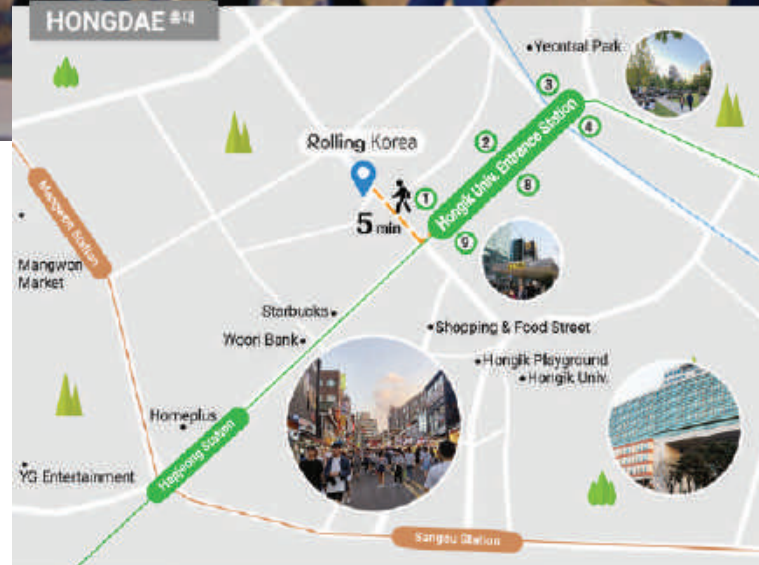 HONGDAE 홍대
Yeontral Park
3
4
2
8
1
9
Hongik Univ. Entrance Station
Rolling Korea
5 min
Mangwon Station
Mangwon
Market
Starbucks
Woori Bank
Shopping & Food Street
Hongik Playground
Hongik Univ.
Homeplus
Hapjeong Station
YG Entertainment
Sangsu Station